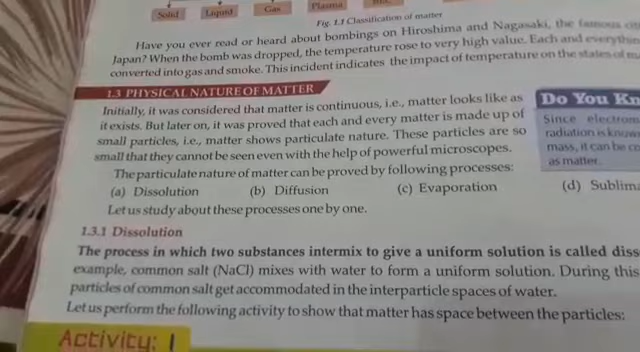 Solid
Liquid
Gas
Plasma
Fig. 1.1 Classification of matter
Have you ever read or heard about bombings on Hiroshima and Nagasaki, the famous
Japan? When the bomb was dropped, the temperature rose to very high value. Each and everything
converted into gas and smoke. This incident indicates the impact of temperature on the states of
1.3 PHYSICAL NATURE OF MATTER
Initially, it was considered that matter is continuous, i.e., matter looks like as
it exists. But later on, it was proved that each and every matter is made up of
small particles, i.e., matter shows particulate nature. These particles are so
small that they cannot be seen even with the help of powerful microscopes.
The particulate nature of matter can be proved by following processes:
(a) Dissolution (b) Diffusion (c) Evaporation (d) Sublima
Let us study about these processes one by one.
Do You Kn
Since electrom
radiation is known
mass, it can be co
as matter.
1.3.1 Dissolution
The process in which two substances intermix to give a uniform solution is called diss
example, common salt (NaCl) mixes with water to form a uniform solution. During this
particles of common salt get accommodated in the interparticle spaces of water.
Let us perform the following activity to show that matter has space between the particles:
Activity: 1